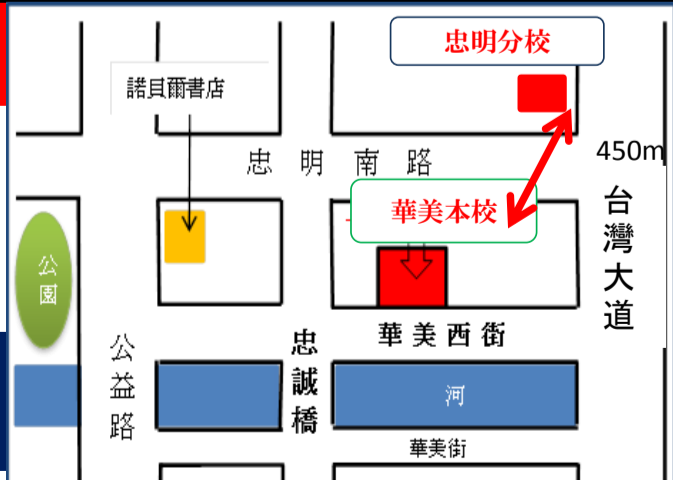 忠明分校
諾貝爾書店
忠明南路
450m
華美本校
台灣大道
公園
華美西街
公益路
忠誠橋
河
華美街